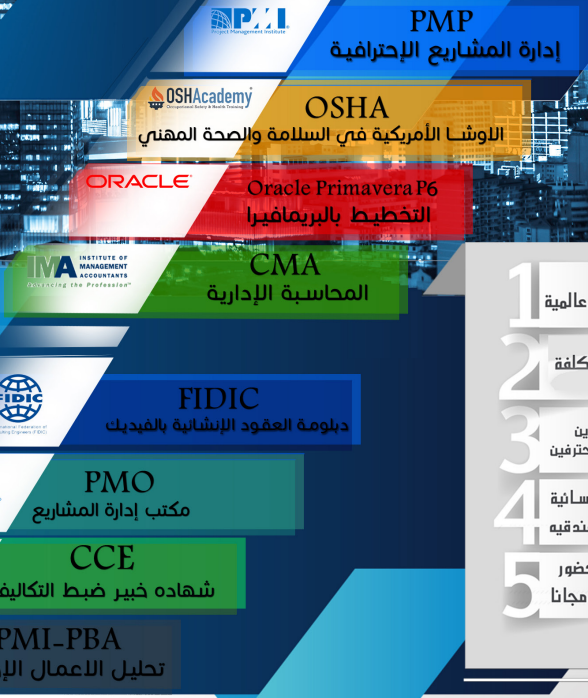 PMI
Project Management Institute
PMP
إدارة المشاريع الإحترافية
OSHAcademy
Occupational Safety & Health Training
OSHA
الاوشا الأمريكية في السلامة والصحة المهني
ORACLE
Oracle Primavera P6
التخطيط بالبريمافيرا
IMA
INSTITUTE OF
MANAGEMENT
ACCOUNTANTS
Advancing the Profession
CMA
المحاسبة الإدارية
FIDIC
FIDIC
دبلومة العقود الإنشائية بالفيديك
PMO
مكتب إدارة المشاريع
CCE
شهاده خبير ضبط التكاليف
PMI-PBA
تحليل الاعمال
1
عالمية
2
كلفة
3
ين
حترفين
4
سائية
ندقيه
5
حضور
مجانا